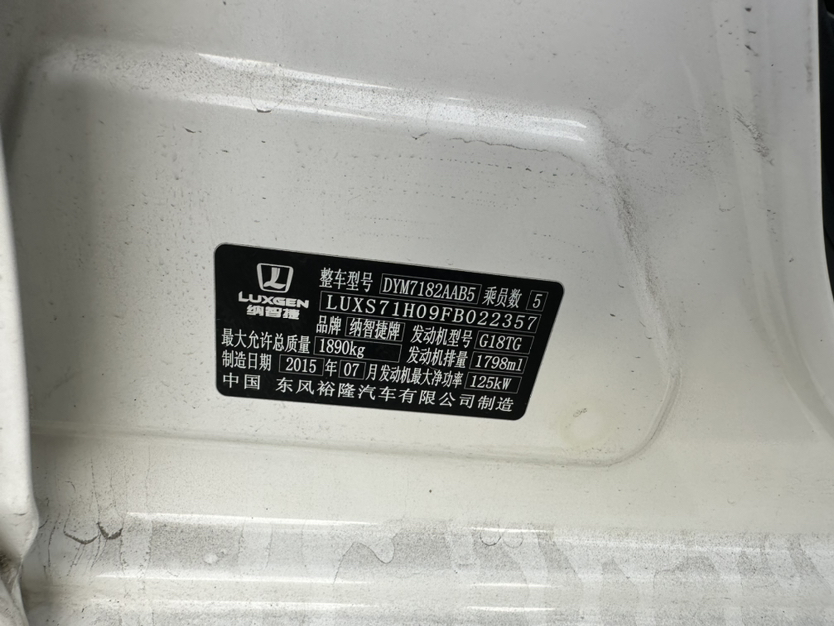 LUXGEN
纳智捷
整车型号 DYM7182AAB5 乘员数 5
LUXS71H09FB022357
品牌 纳智捷牌 发动机型号 G18TG
最大允许总质量 1890kg 发动机排量 1798ml
制造日期 2015 年 07 月 发动机最大净功率 125kW
中国 东风裕隆汽车有限公司制造